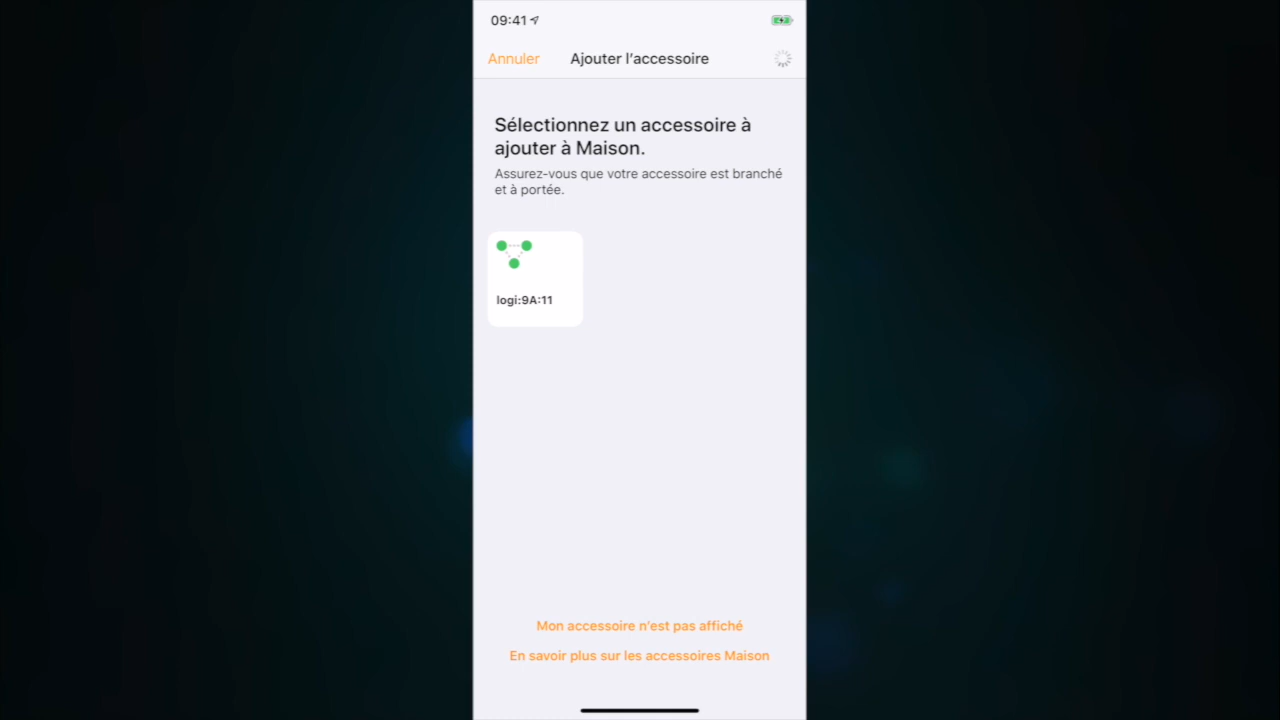 09:41
Annuler
Ajouter l'accessoire
Sélectionnez un accessoire à
ajouter à Maison.
Assurez-vous que votre accessoire est branché
et à portée.
logi:9A:11
Mon accessoire n'est pas affiché
En savoir plus sur les accessoires Maison